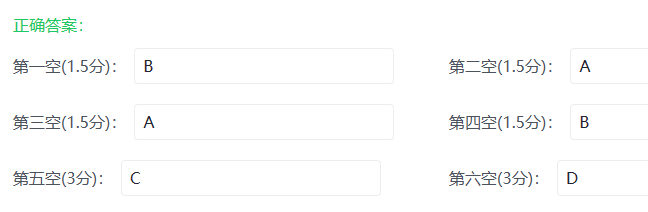 正确答案：
第一空(1.5分)： B 第二空(1.5分)： A
第三空(1.5分)： A 第四空(1.5分)： B
第五空(3分)： C 第六空(3分)： D